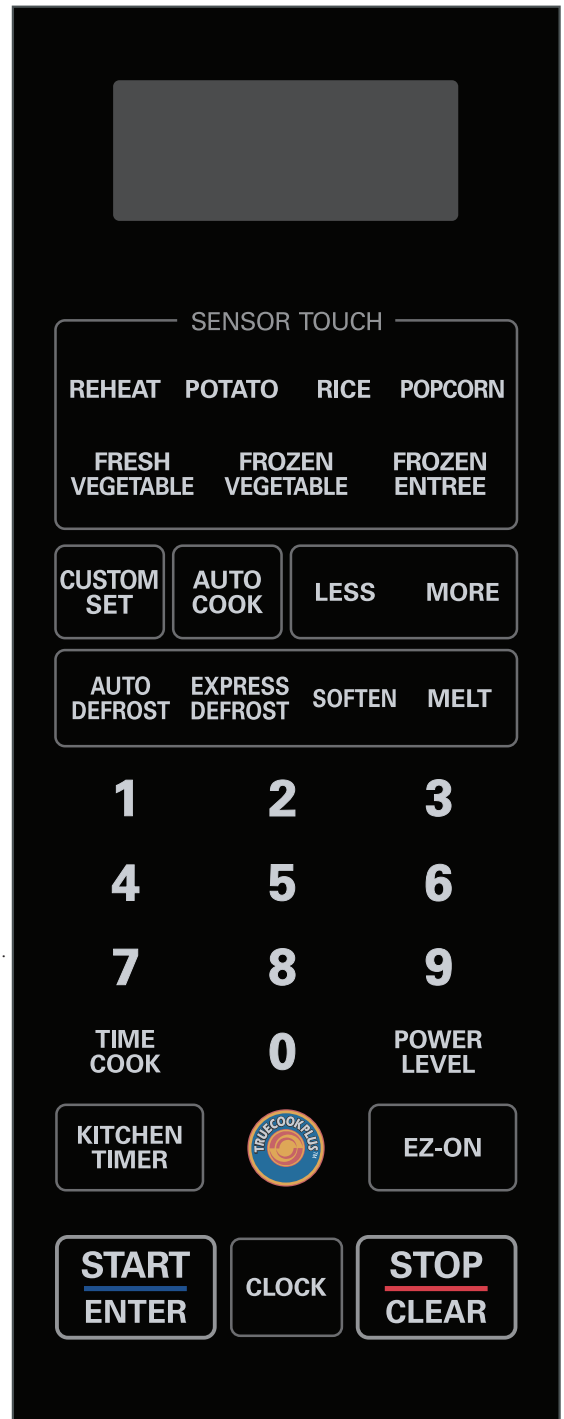 SENSOR TOUCH
REHEAT POTATO RICE POPCORN
FRESH VEGETABLE FROZEN VEGETABLE FROZEN ENTREE
CUSTOM SET AUTO COOK LESS MORE
AUTO DEFROST EXPRESS DEFROST SOFTEN MELT
1 2 3
4 5 6
7 8 9
TIME COOK 0 POWER LEVEL
KITCHEN TIMER TRUECOOKPLUS™ EZ-ON
START ENTER CLOCK STOP CLEAR